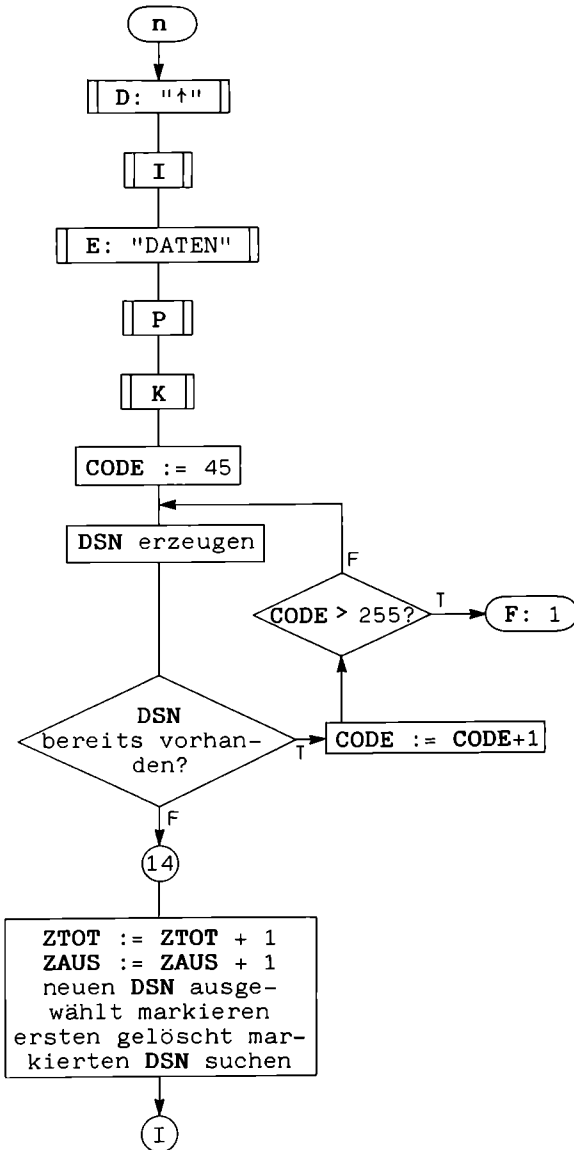 n
D: "↑"
I
E: "DATEN"
P
K
CODE := 45
DSN erzeugen
F
CODE > 255?
T
F: 1
DSN
bereits vorhan-
den?
T
CODE := CODE+1
F
14
ZTOT := ZTOT + 1
ZAUS := ZAUS + 1
neuen DSN ausge-
wählt markieren
ersten gelöscht mar-
kierten DSN suchen
I